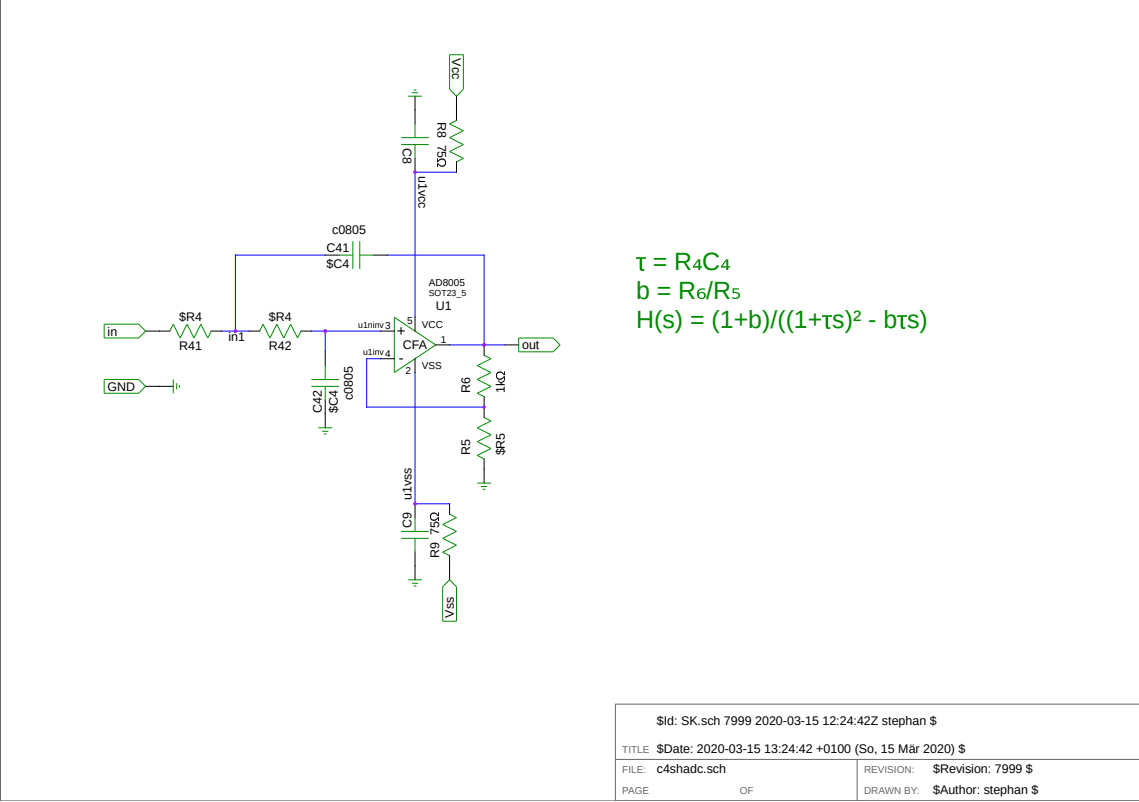 Vcc
R8 75Ω
C8
u1vcc
c0805
C41
$C4
AD8005
SOT23_5
U1
τ = R₄C₄
b = R₆/R₅
H(s) = (1+b)/((1+τs)² - bτs)
in
$R4
R41
in1
$R4
R42
u1ninv 3
+
5
VCC
CFA
1
out
u1inv 4
-
2
VSS
GND
C42
$C4
c0805
R6
1kΩ
R5
$R5
u1vss
C9
R9 75Ω
Vss
$Id: SK.sch 7999 2020-03-15 12:24:42Z stephan $
TITLE $Date: 2020-03-15 13:24:42 +0100 (So, 15 Mär 2020) $
FILE: c4shadc.sch
REVISION: $Revision: 7999 $
PAGE OF
DRAWN BY: $Author: stephan $